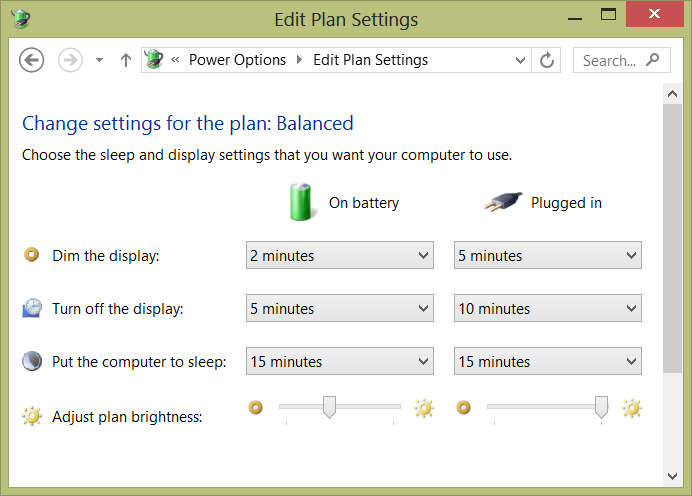 Edit Plan Settings
« Power Options Edit Plan Settings Search...
Change settings for the plan: Balanced
Choose the sleep and display settings that you want your computer to use.
On battery Plugged in
Dim the display: 2 minutes 5 minutes
Turn off the display: 5 minutes 10 minutes
Put the computer to sleep: 15 minutes 15 minutes
Adjust plan brightness: